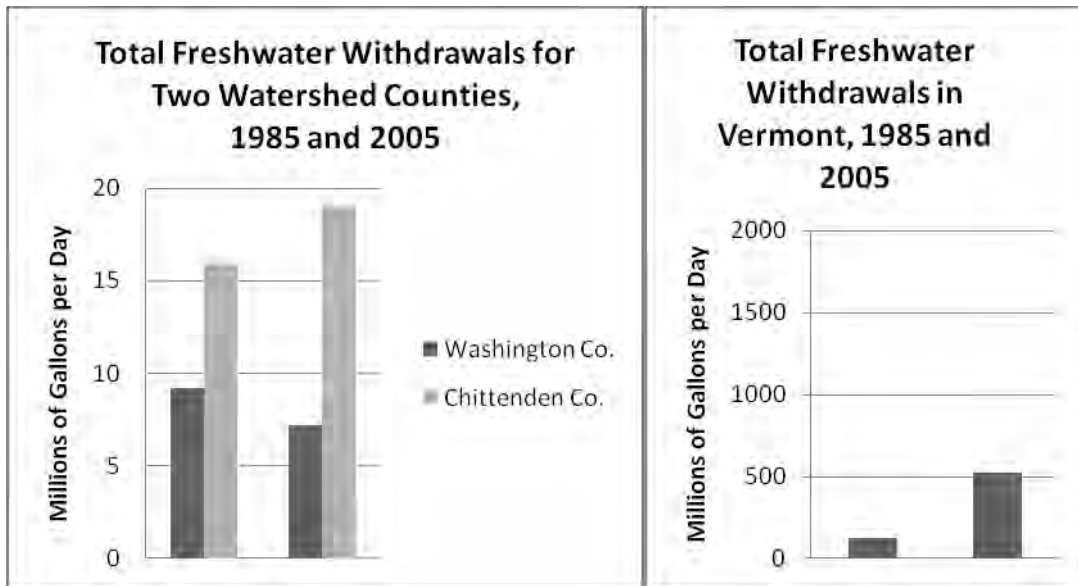 Total Freshwater Withdrawals for
Two Watershed Counties,
1985 and 2005
Millions of Gallons per Day
20
15
10
5
0
Washington Co.
Chittenden Co.
Total Freshwater
Withdrawals in
Vermont, 1985 and
2005
Millions of Gallons per Day
2000
1500
1000
500
0